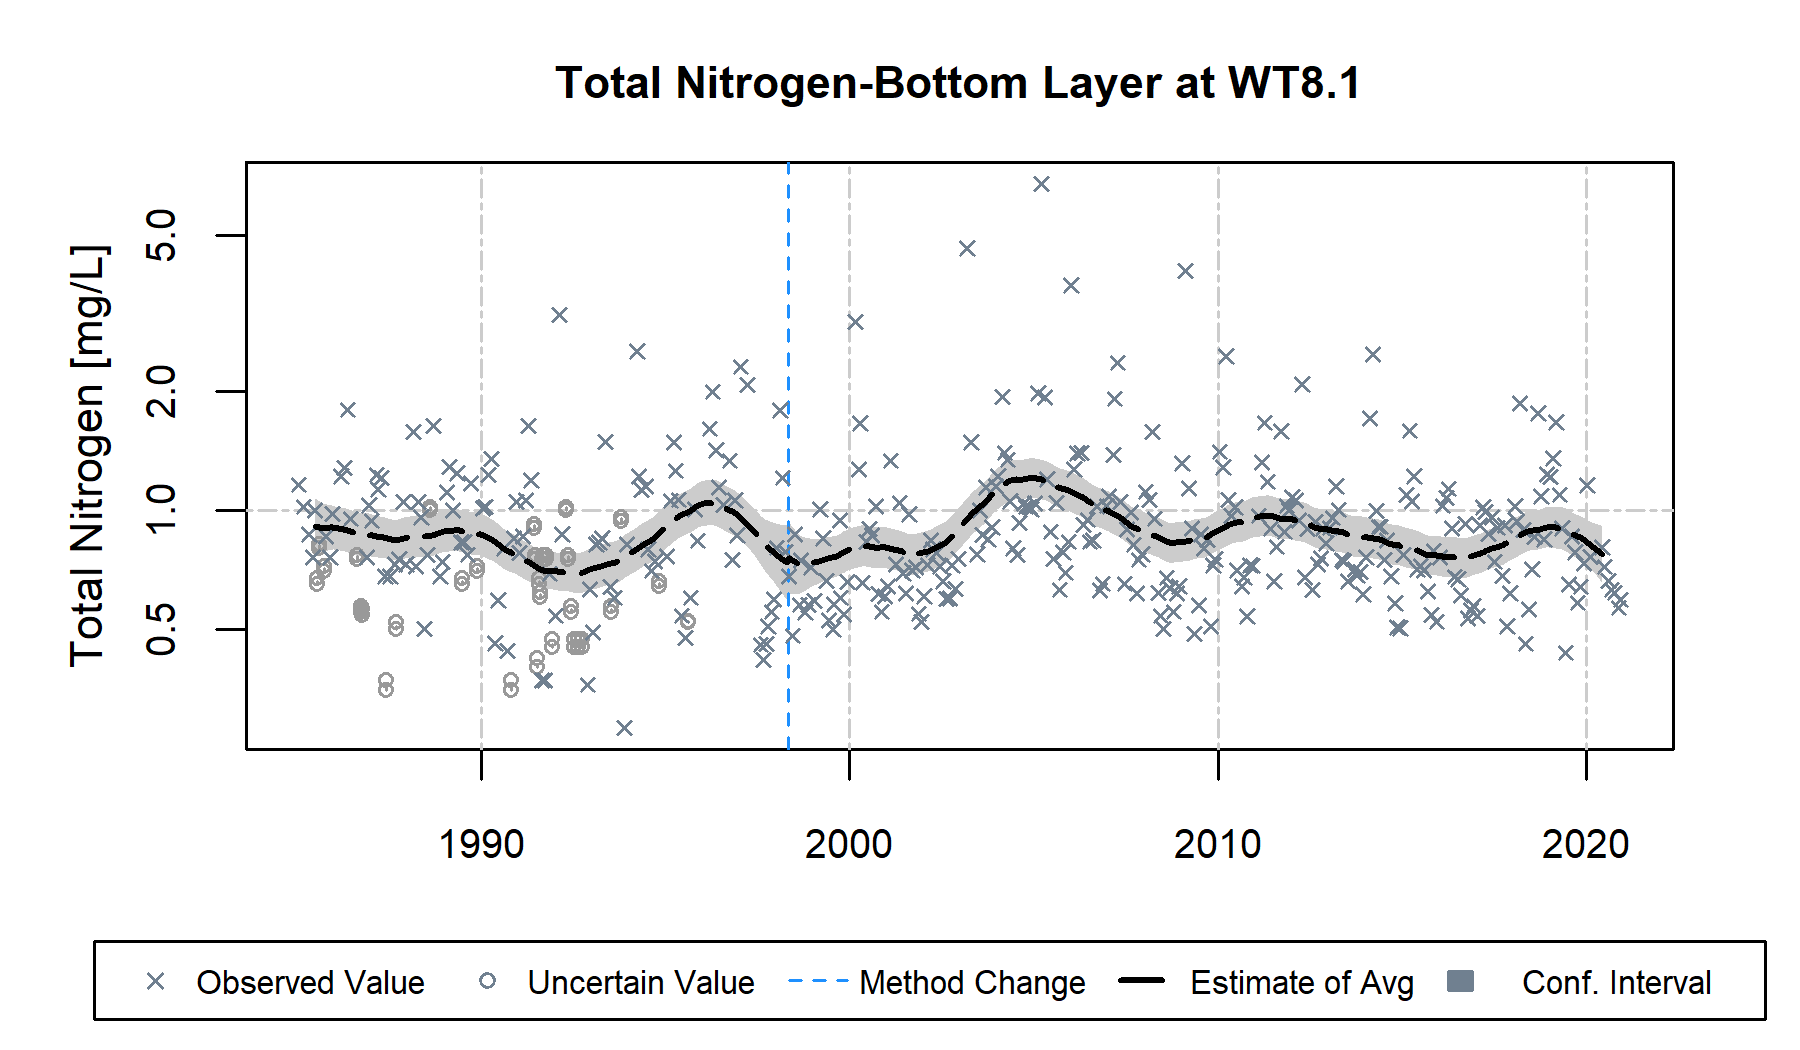 Total Nitrogen-Bottom Layer at WT8.1
Total Nitrogen [mg/L]
5.0
2.0
1.0
0.5
1990 2000 2010 2020
Observed Value Uncertain Value Method Change Estimate of Avg Conf. Interval